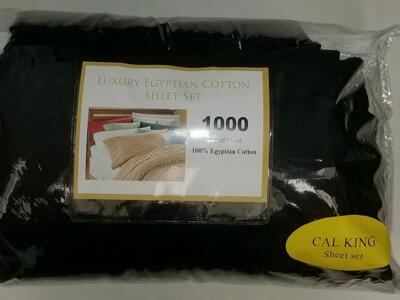 LUXURY EGYPTIAN COTTON
SHEET SET
1000
100% Egyptian Cotton
CAL KING
Sheet set